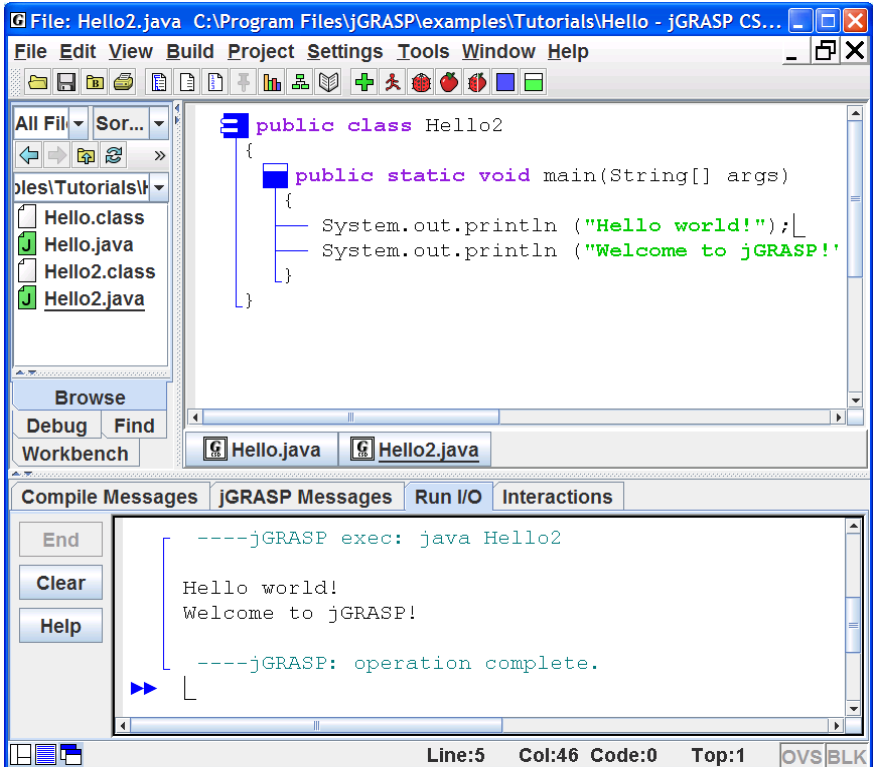 File: Hello2.java C:\Program Files\jGRASP\examples\Tutorials\Hello - jGRASP CS...
File Edit View Build Project Settings Tools Window Help
All Fil Sor...
»
ples\Tutorials\H
Hello.class
Hello.java
Hello2.class
Hello2.java
Browse
Debug Find
Workbench
public class Hello2
{
public static void main(String[] args)
{
System.out.println ("Hello world!");
System.out.println ("Welcome to jGRASP!"
}
}
Hello.java Hello2.java
Compile Messages jGRASP Messages Run I/O Interactions
End
Clear
Help
----jGRASP exec: java Hello2
Hello world!
Welcome to jGRASP!
----jGRASP: operation complete.
Line:5 Col:46 Code:0 Top:1 OVS BLK